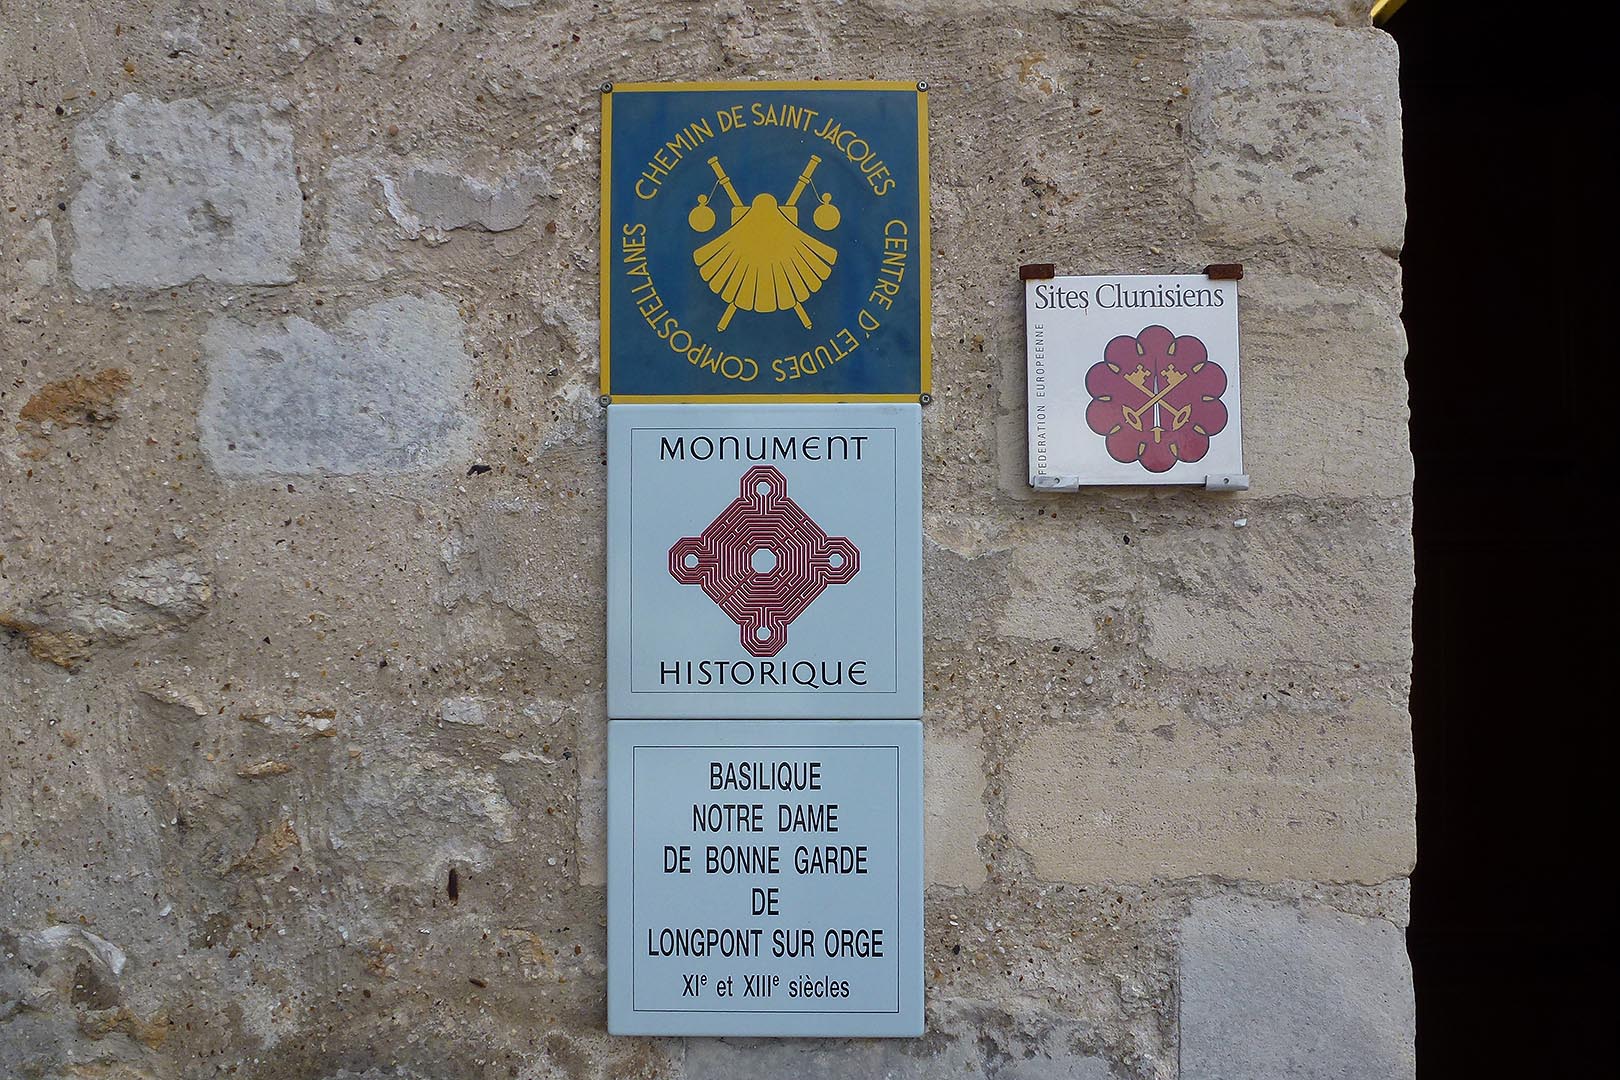 CHEMIN DE SAINT JACQUES
CENTRE D'ETUDES COMPOSTELLANES
MONUMENT
HISTORIQUE
BASILIQUE
NOTRE DAME
DE BONNE GARDE
DE
LONGPONT SUR ORGE
XIe et XIIIe siècles
Sites Clunisiens
FEDERATION EUROPEENNE